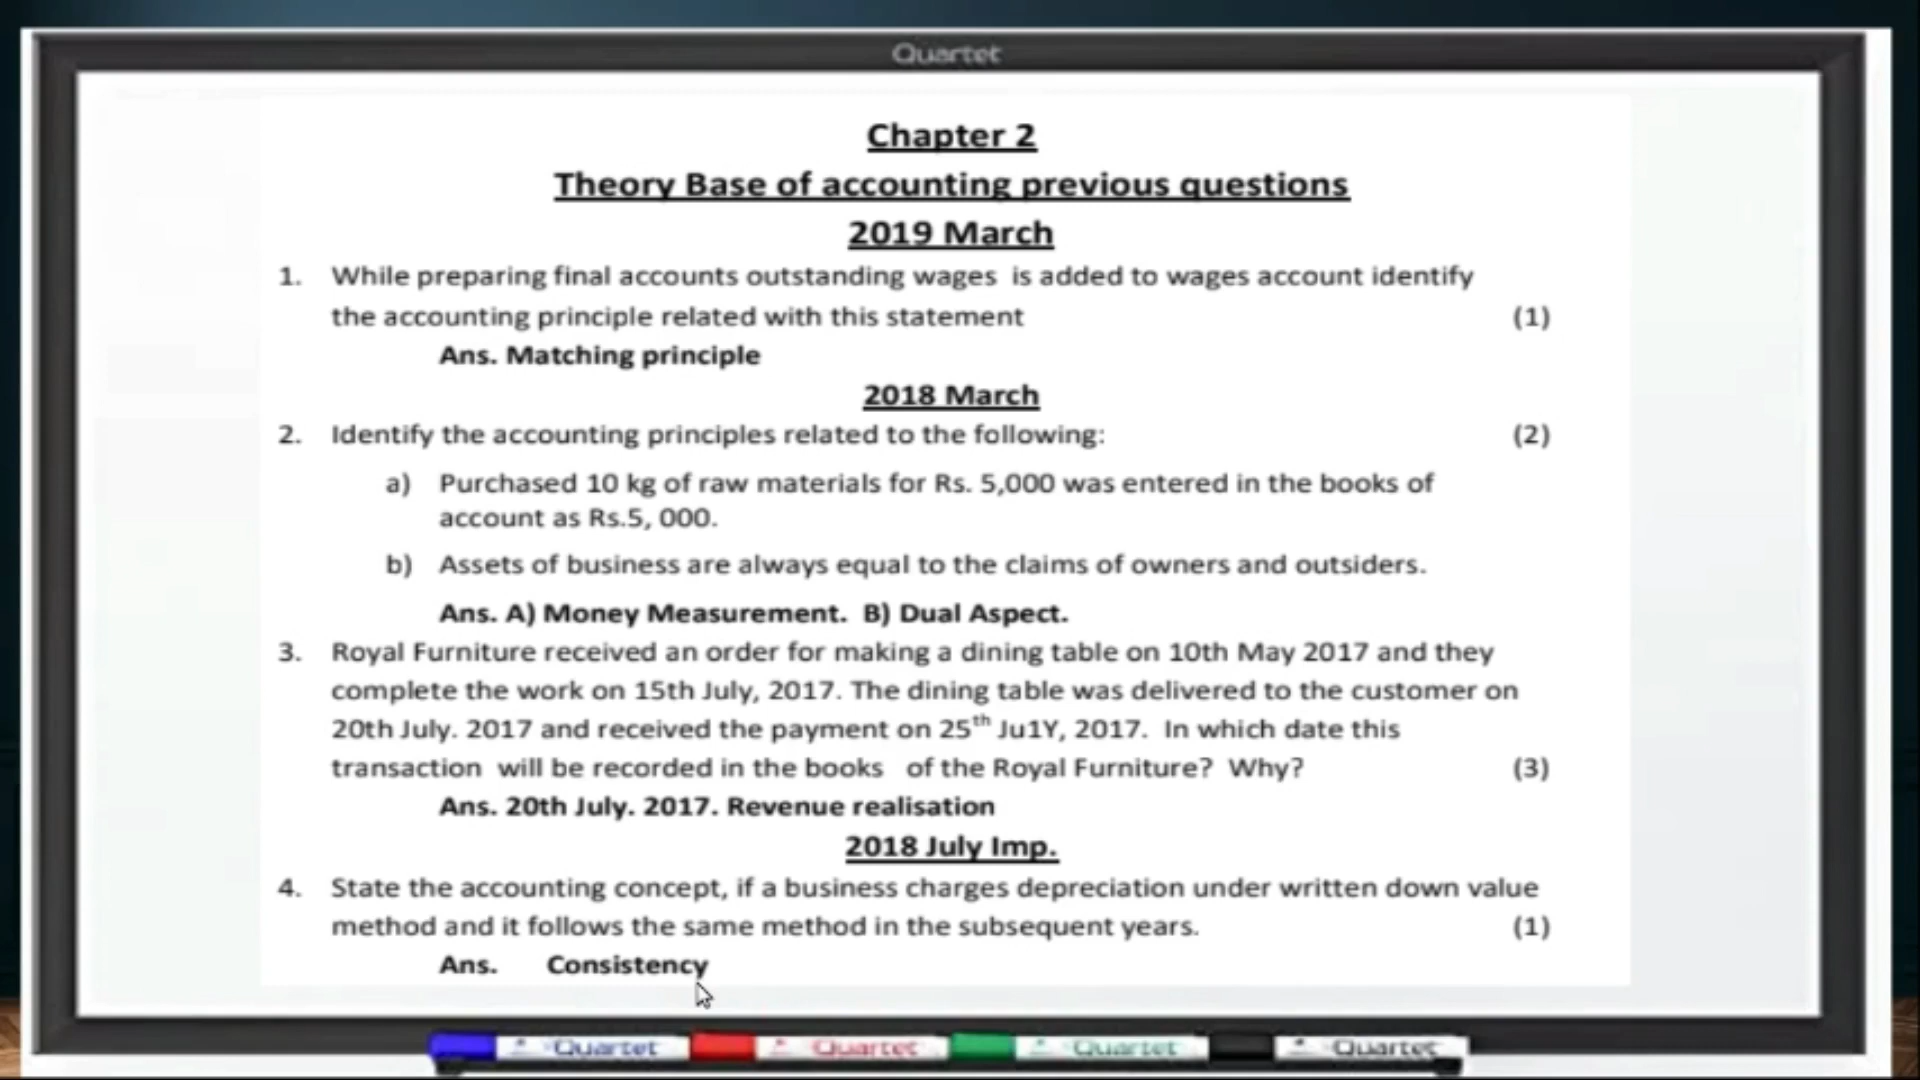 Quartet
Chapter 2
Theory Base of accounting previous questions
2019 March
1. While preparing final accounts outstanding wages is added to wages account identify
the accounting principle related with this statement (1)
Ans. Matching principle
2018 March
2. Identify the accounting principles related to the following: (2)
a) Purchased 10 kg of raw materials for Rs. 5,000 was entered in the books of
account as Rs.5, 000.
b) Assets of business are always equal to the claims of owners and outsiders.
Ans. A) Money Measurement. B) Dual Aspect.
3. Royal Furniture received an order for making a dining table on 10th May 2017 and they
complete the work on 15th July, 2017. The dining table was delivered to the customer on
20th July. 2017 and received the payment on 25th Ju1Y, 2017. In which date this
transaction will be recorded in the books of the Royal Furniture? Why? (3)
Ans. 20th July. 2017. Revenue realisation
2018 July Imp.
4. State the accounting concept, if a business charges depreciation under written down value
method and it follows the same method in the subsequent years. (1)
Ans. Consistency
Quartet Quartet Quartet Quartet